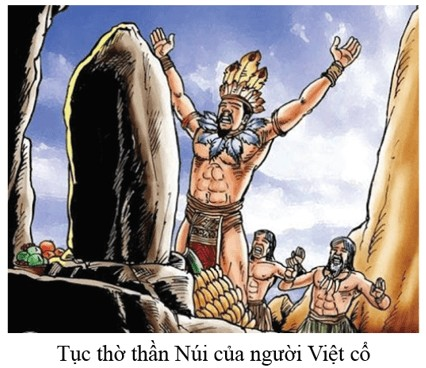 Tục thờ thần Núi của người Việt cổ